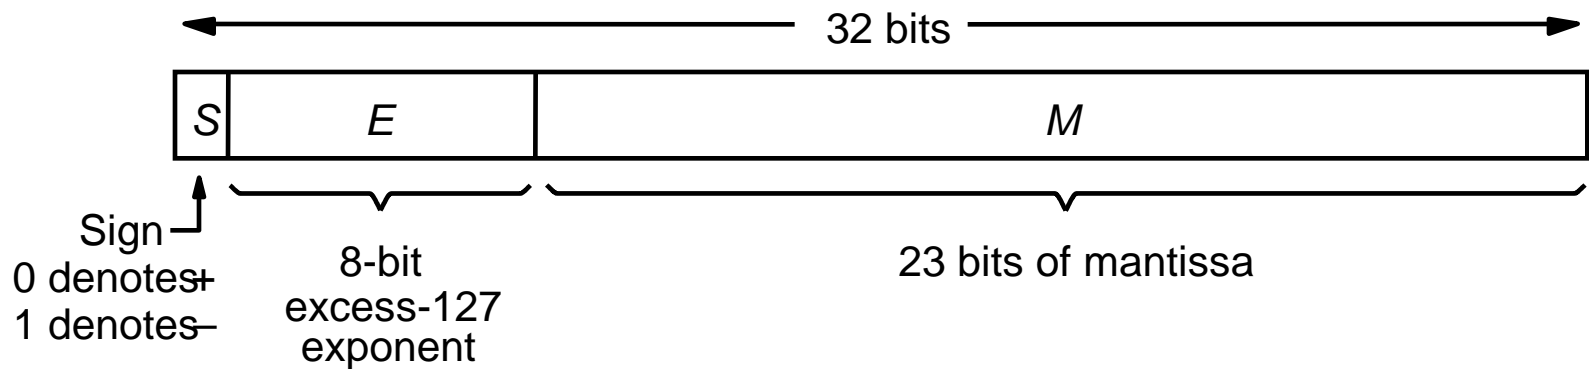 32 bits
S E M
Sign
0 denotes+
1 denotes–
8-bit
excess-127
exponent
23 bits of mantissa